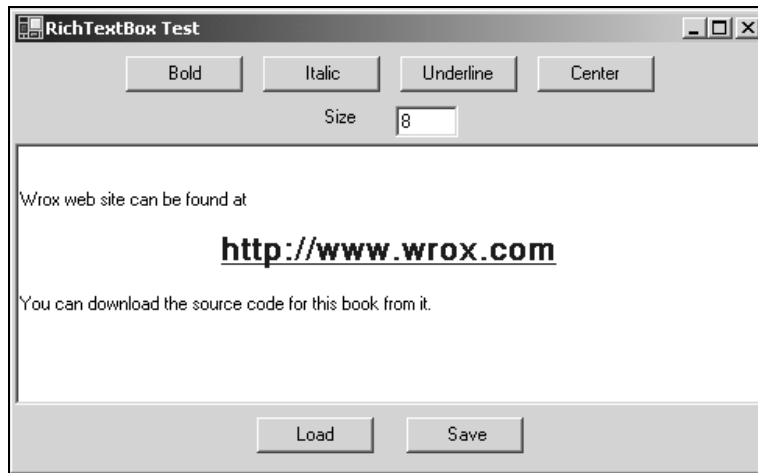 RichTextBox Test
Bold Italic Underline Center
Size 8
Wrox web site can be found at
http://www.wrox.com
You can download the source code for this book from it.
Load Save